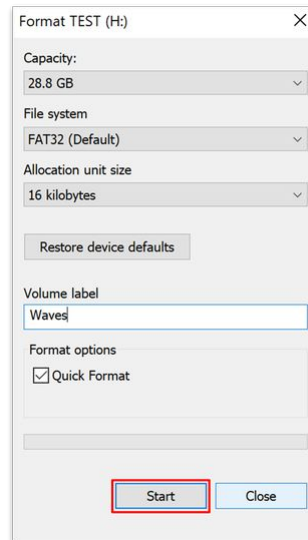 Format TEST (H:)
Capacity:
28.8 GB
File system
FAT32 (Default)
Allocation unit size
16 kilobytes
Restore device defaults
Volume label
Waves
Format options
Quick Format
Start Close